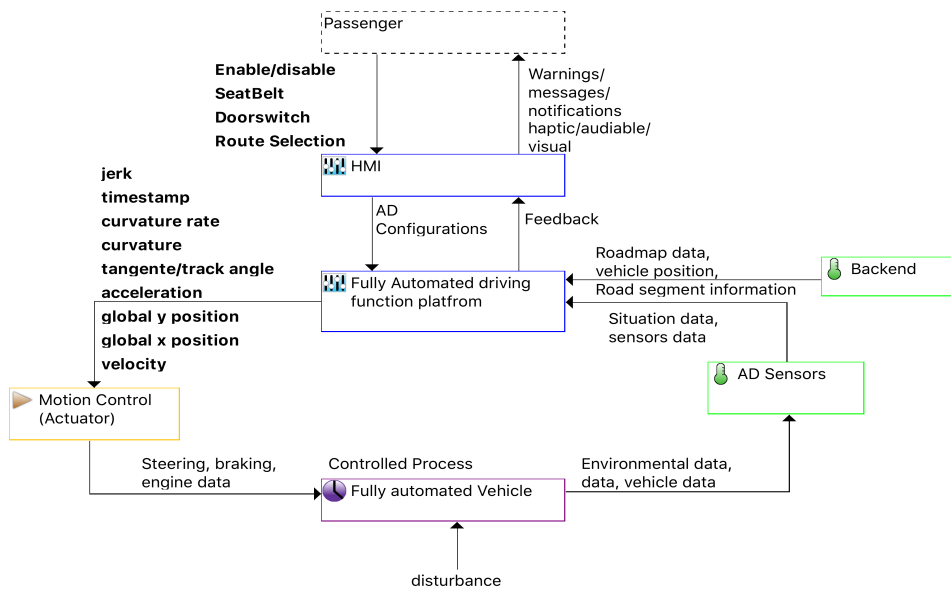 Passenger
Enable/disable
SeatBelt
Doorswitch
Route Selection
Warnings/
messages/
notifications
haptic/audiable/
visual
HMI
jerk
timestamp
curvature rate
curvature
tangente/track angle
acceleration
global y position
global x position
velocity
AD
Configurations
Feedback
Fully Automated driving
function platfrom
Roadmap data,
vehicle position,
Road segment information
Backend
Situation data,
sensors data
AD Sensors
Motion Control
(Actuator)
Steering, braking,
engine data
Controlled Process
Fully automated Vehicle
Environmental data,
data, vehicle data
disturbance